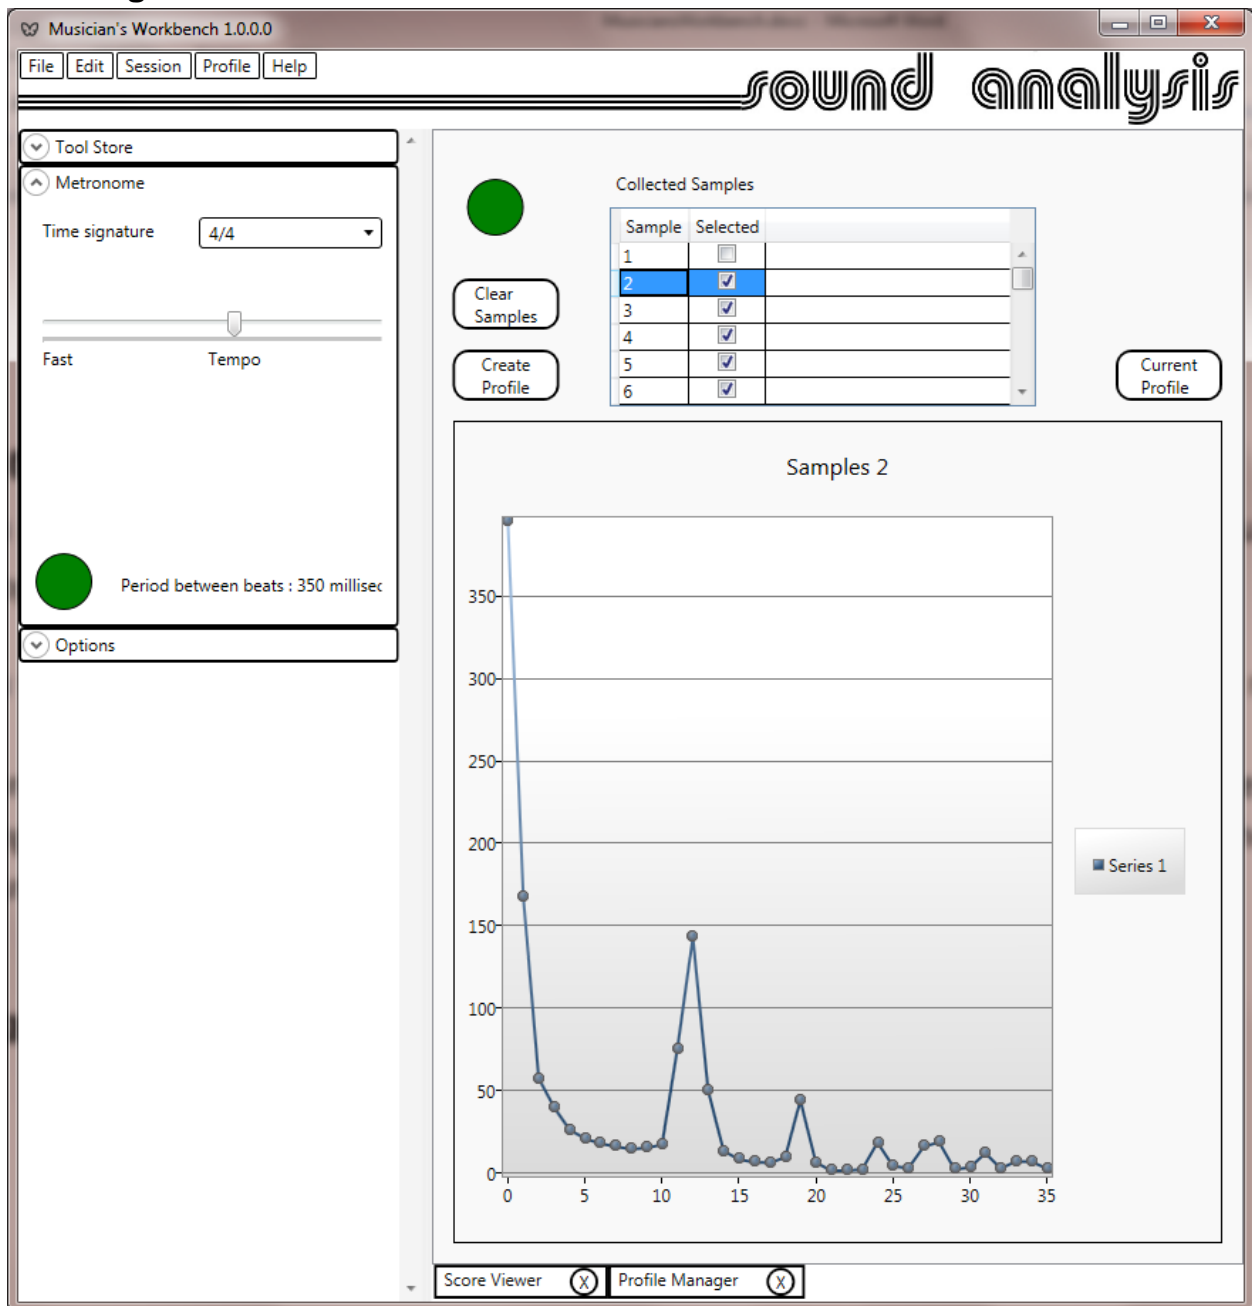 Musician's Workbench 1.0.0.0
File Edit Session Profile Help
sound analysis
Tool Store
Metronome
Time signature 4/4
Fast Tempo
Period between beats : 350 millisec
Options
Collected Samples
Sample Selected
1
2
3
4
5
6
Clear
Samples
Create
Profile
Current
Profile
Samples 2
350
300
250
200
150
100
50
0
0 5 10 15 20 25 30 35
Series 1
Score Viewer X Profile Manager X